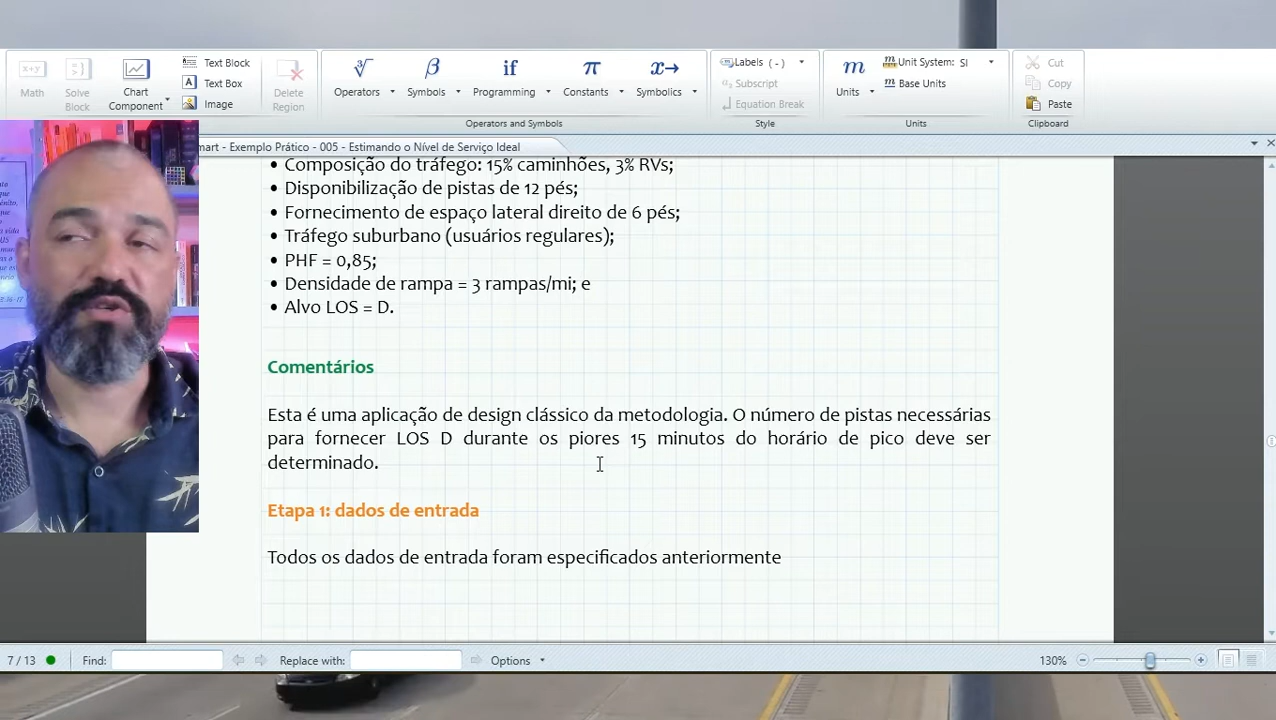 Text Block
Text Box
Image
Math
Solve
Block
Chart
Component
Delete
Region
Operators
Symbols
Programming
Constants
Symbolics
Operators and Symbols
Labels ( - )
Subscript
Equation Break
Style
Units
Unit System: SI
Base Units
Units
Cut
Copy
Paste
Clipboard
mart - Exemplo Prático - 005 - Estimando o Nível de Serviço Ideal
• Composição do tráfego: 15% caminhões, 3% RVs;
• Disponibilização de pistas de 12 pés;
• Fornecimento de espaço lateral direito de 6 pés;
• Tráfego suburbano (usuários regulares);
• PHF = 0,85;
• Densidade de rampa = 3 rampas/mi; e
• Alvo LOS = D.
Comentários
Esta é uma aplicação de design clássico da metodologia. O número de pistas necessárias
para fornecer LOS D durante os piores 15 minutos do horário de pico deve ser
determinado.
Etapa 1: dados de entrada
Todos os dados de entrada foram especificados anteriormente
7 / 13
Find:
Replace with:
Options
130%